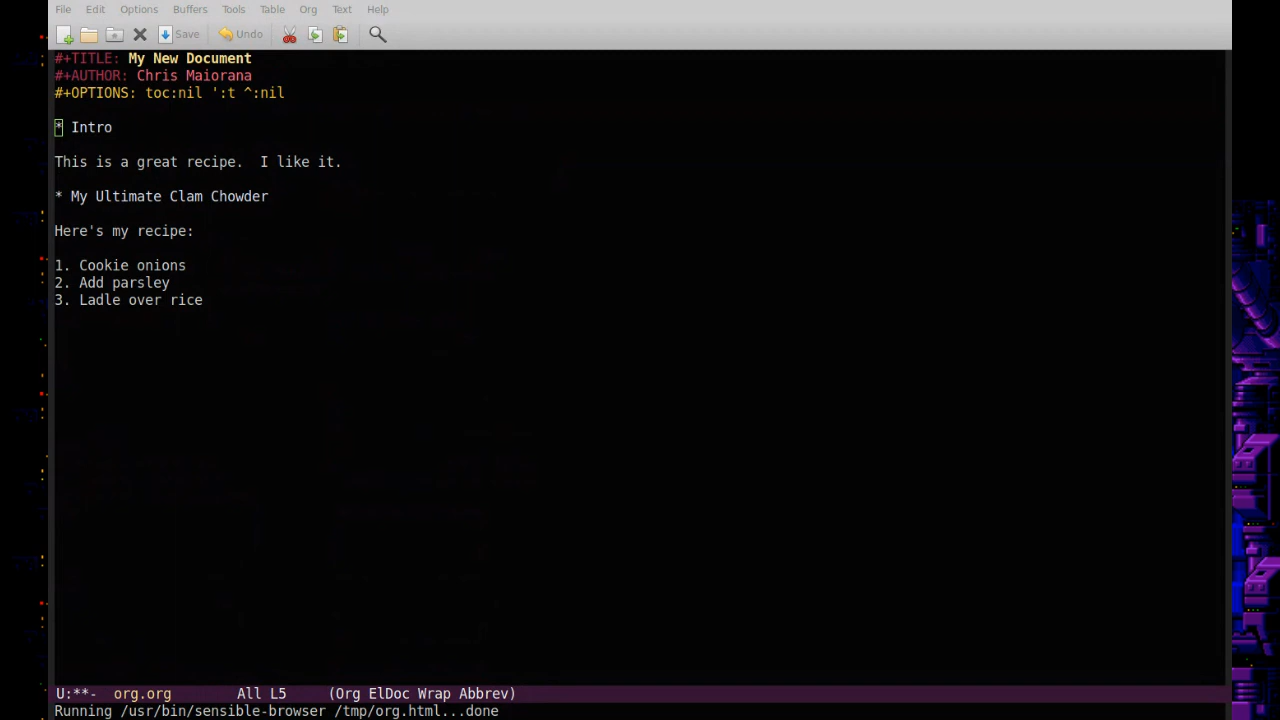 File Edit Options Buffers Tools Table Org Text Help
Save Undo
#+TITLE: My New Document
#+AUTHOR: Chris Maiorana
#+OPTIONS: toc:nil ':t ^:nil
* Intro
This is a great recipe.  I like it.
* My Ultimate Clam Chowder
Here's my recipe:
1. Cookie onions
2. Add parsley
3. Ladle over rice
U:**-  org.org        All L5     (Org ElDoc Wrap Abbrev)
Running /usr/bin/sensible-browser /tmp/org.html...done